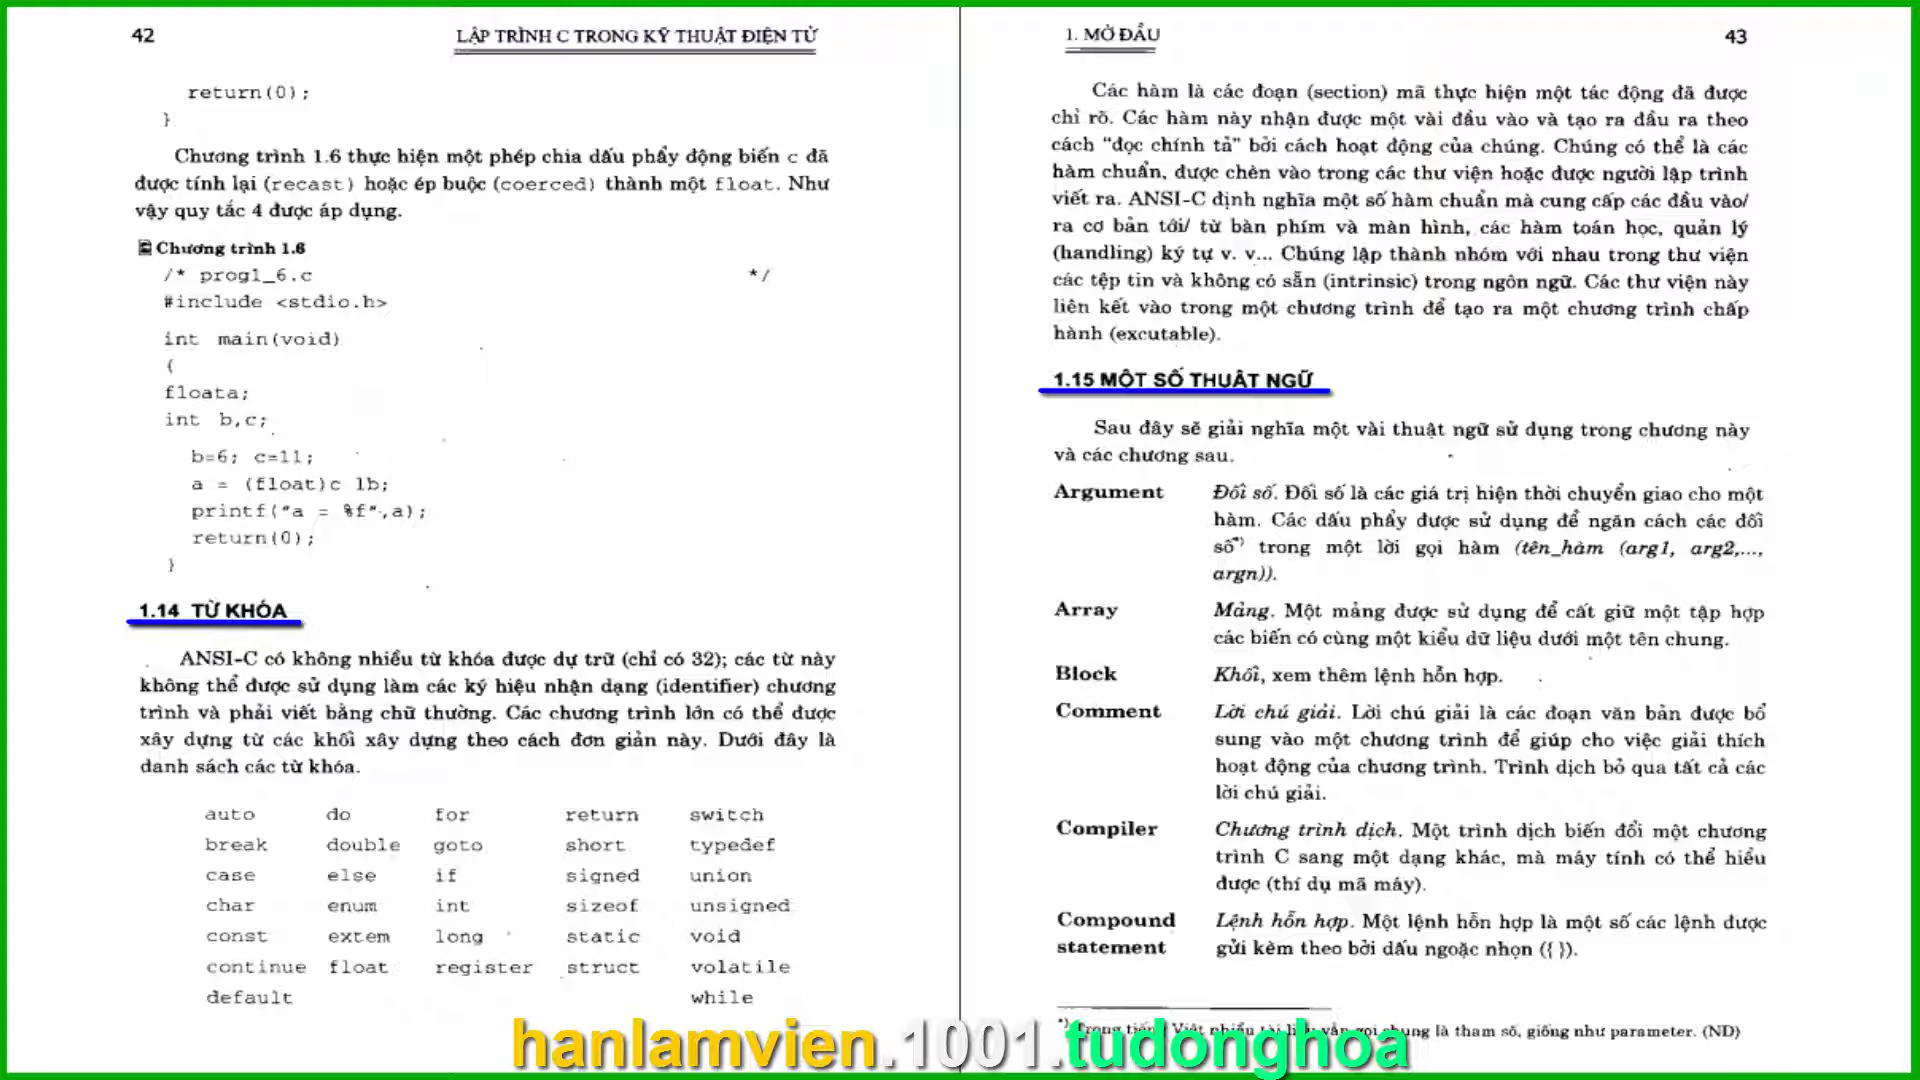 42
LẬP TRÌNH C TRONG KỸ THUẬT ĐIỆN TỬ
return(0);
}
Chương trình 1.6 thực hiện một phép chia dấu phẩy động biến c đã
được tính lại (recast) hoặc ép buộc (coerced) thành một float. Như
vậy quy tắc 4 được áp dụng.
Chương trình 1.6
/* prog1_6.c */
#include <stdio.h>
int main(void)
{
floata;
int b,c;
b=6; c=11;
a = (float)c lb;
printf("a = %f",a);
return(0);
}
1.14 TỪ KHÓA
ANSI-C có không nhiều từ khóa được dự trữ (chỉ có 32); các từ này
không thể được sử dụng làm các ký hiệu nhận dạng (identifier) chương
trình và phải viết bằng chữ thường. Các chương trình lớn có thể được
xây dựng từ các khối xây dựng theo cách đơn giản này. Dưới đây là
danh sách các từ khóa.
auto do for return switch
break double goto short typedef
case else if signed union
char enum int sizeof unsigned
const extem long static void
continue float register struct volatile
default while
1. MỞ ĐẦU
43
Các hàm là các đoạn (section) mã thực hiện một tác động đã được
chỉ rõ. Các hàm này nhận được một vài đầu vào và tạo ra đầu ra theo
cách "đọc chính tả" bởi cách hoạt động của chúng. Chúng có thể là các
hàm chuẩn, được chèn vào trong các thư viện hoặc được người lập trình
viết ra. ANSI-C định nghĩa một số hàm chuẩn mà cung cấp các đầu vào/
ra cơ bản tới/ từ bàn phím và màn hình, các hàm toán học, quản lý
(handling) ký tự v. v... Chúng lập thành nhóm với nhau trong thư viện
các tệp tin và không có sẵn (intrinsic) trong ngôn ngữ. Các thư viện này
liên kết vào trong một chương trình để tạo ra một chương trình chấp
hành (excutable).
1.15 MỘT SỐ THUẬT NGỮ
Sau đây sẽ giải nghĩa một vài thuật ngữ sử dụng trong chương này
và các chương sau.
Argument Đối số. Đối số là các giá trị hiện thời chuyển giao cho một
hàm. Các dấu phẩy được sử dụng để ngăn cách các đối
số*) trong một lời gọi hàm (tên_hàm (arg1, arg2,...,
argn)).
Array Mảng. Một mảng được sử dụng để cất giữ một tập hợp
các biến có cùng một kiểu dữ liệu dưới một tên chung.
Block Khối, xem thêm lệnh hỗn hợp.
Comment Lời chú giải. Lời chú giải là các đoạn văn bản được bổ
sung vào một chương trình để giúp cho việc giải thích
hoạt động của chương trình. Trình dịch bỏ qua tất cả các
lời chú giải.
Compiler Chương trình dịch. Một trình dịch biến đổi một chương
trình C sang một dạng khác, mà máy tính có thể hiểu
được (thí dụ mã máy).
Compound Lệnh hỗn hợp. Một lệnh hỗn hợp là một số các lệnh được
statement gửi kèm theo bởi dấu ngoặc nhọn ({ }).
*) Trong tiếng Việt nhiều tài liệu vẫn gọi chung là tham số, giống như parameter. (ND)
hanlamvien.1001.tudonghoa